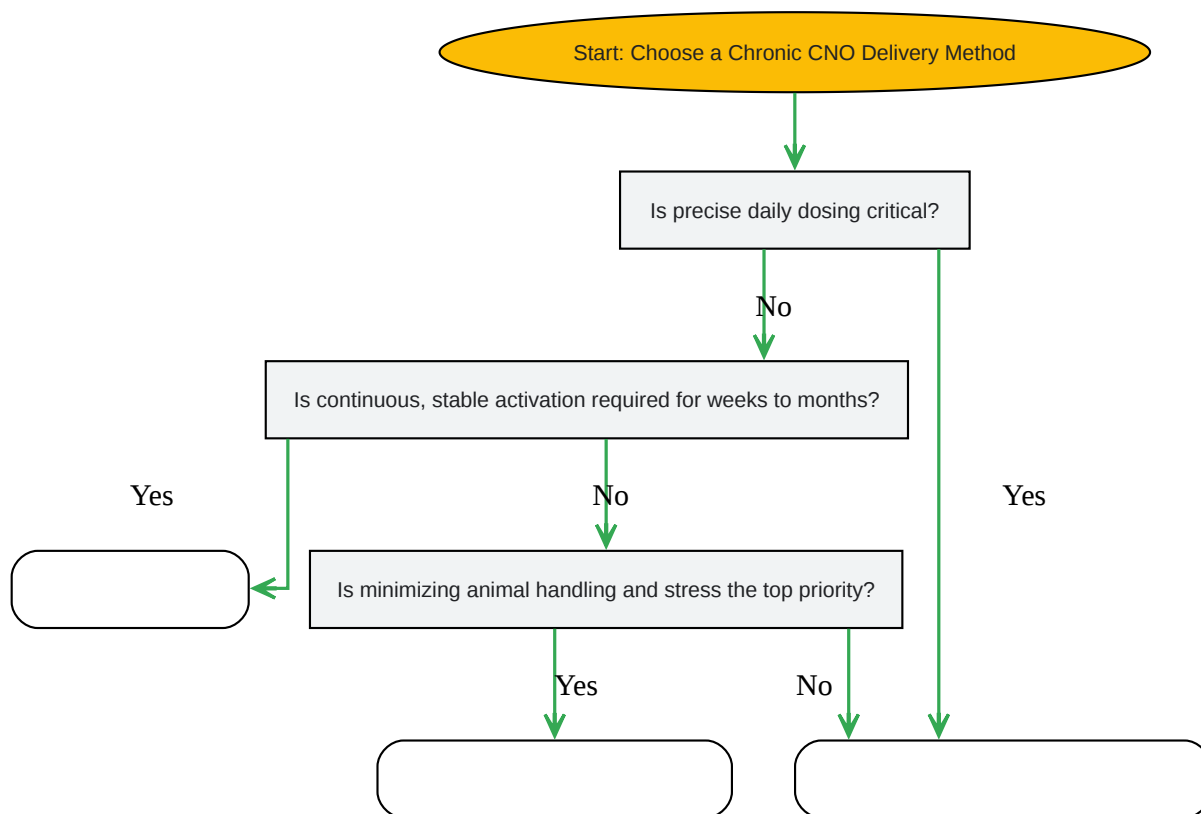 Start: Choose a Chronic CNO Delivery Method
Is precise daily dosing critical?
No
Is continuous, stable activation required for weeks to months?
Yes
No
Yes
Is minimizing animal handling and stress the top priority?
Yes
No